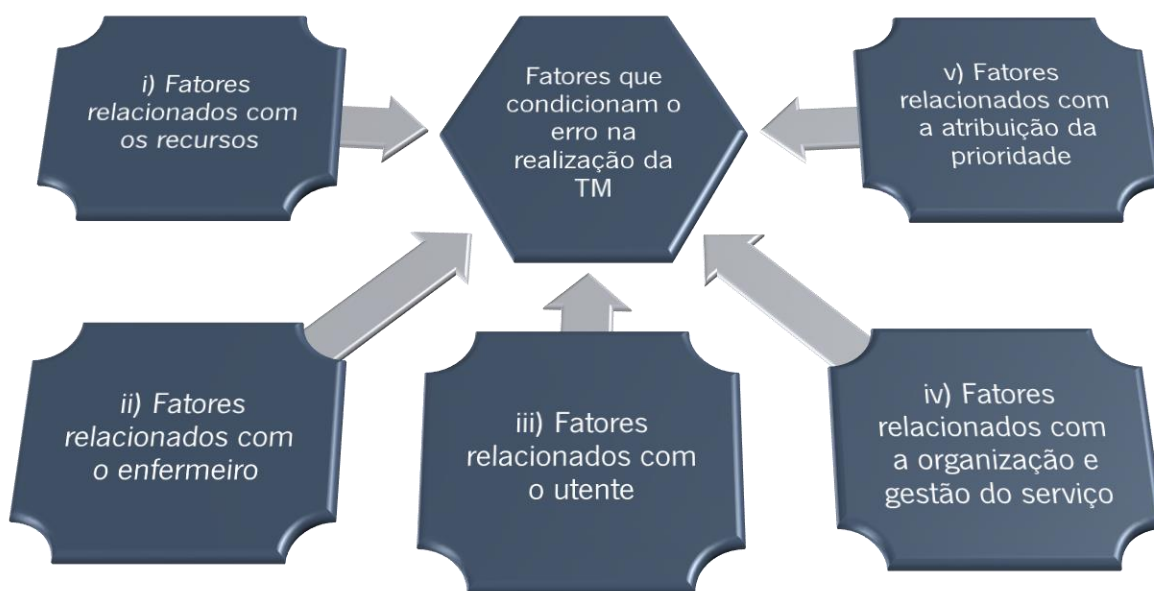 i) Fatores
relacionados com
os recursos
Fatores que
condicionam o
erro na
realização da
TM
v) Fatores
relacionados com
a atribuição da
prioridade
ii) Fatores
relacionados com
o enfermeiro
iii) Fatores
relacionados com
o utente
iv) Fatores
relacionados com
a organização e
gestão do serviço